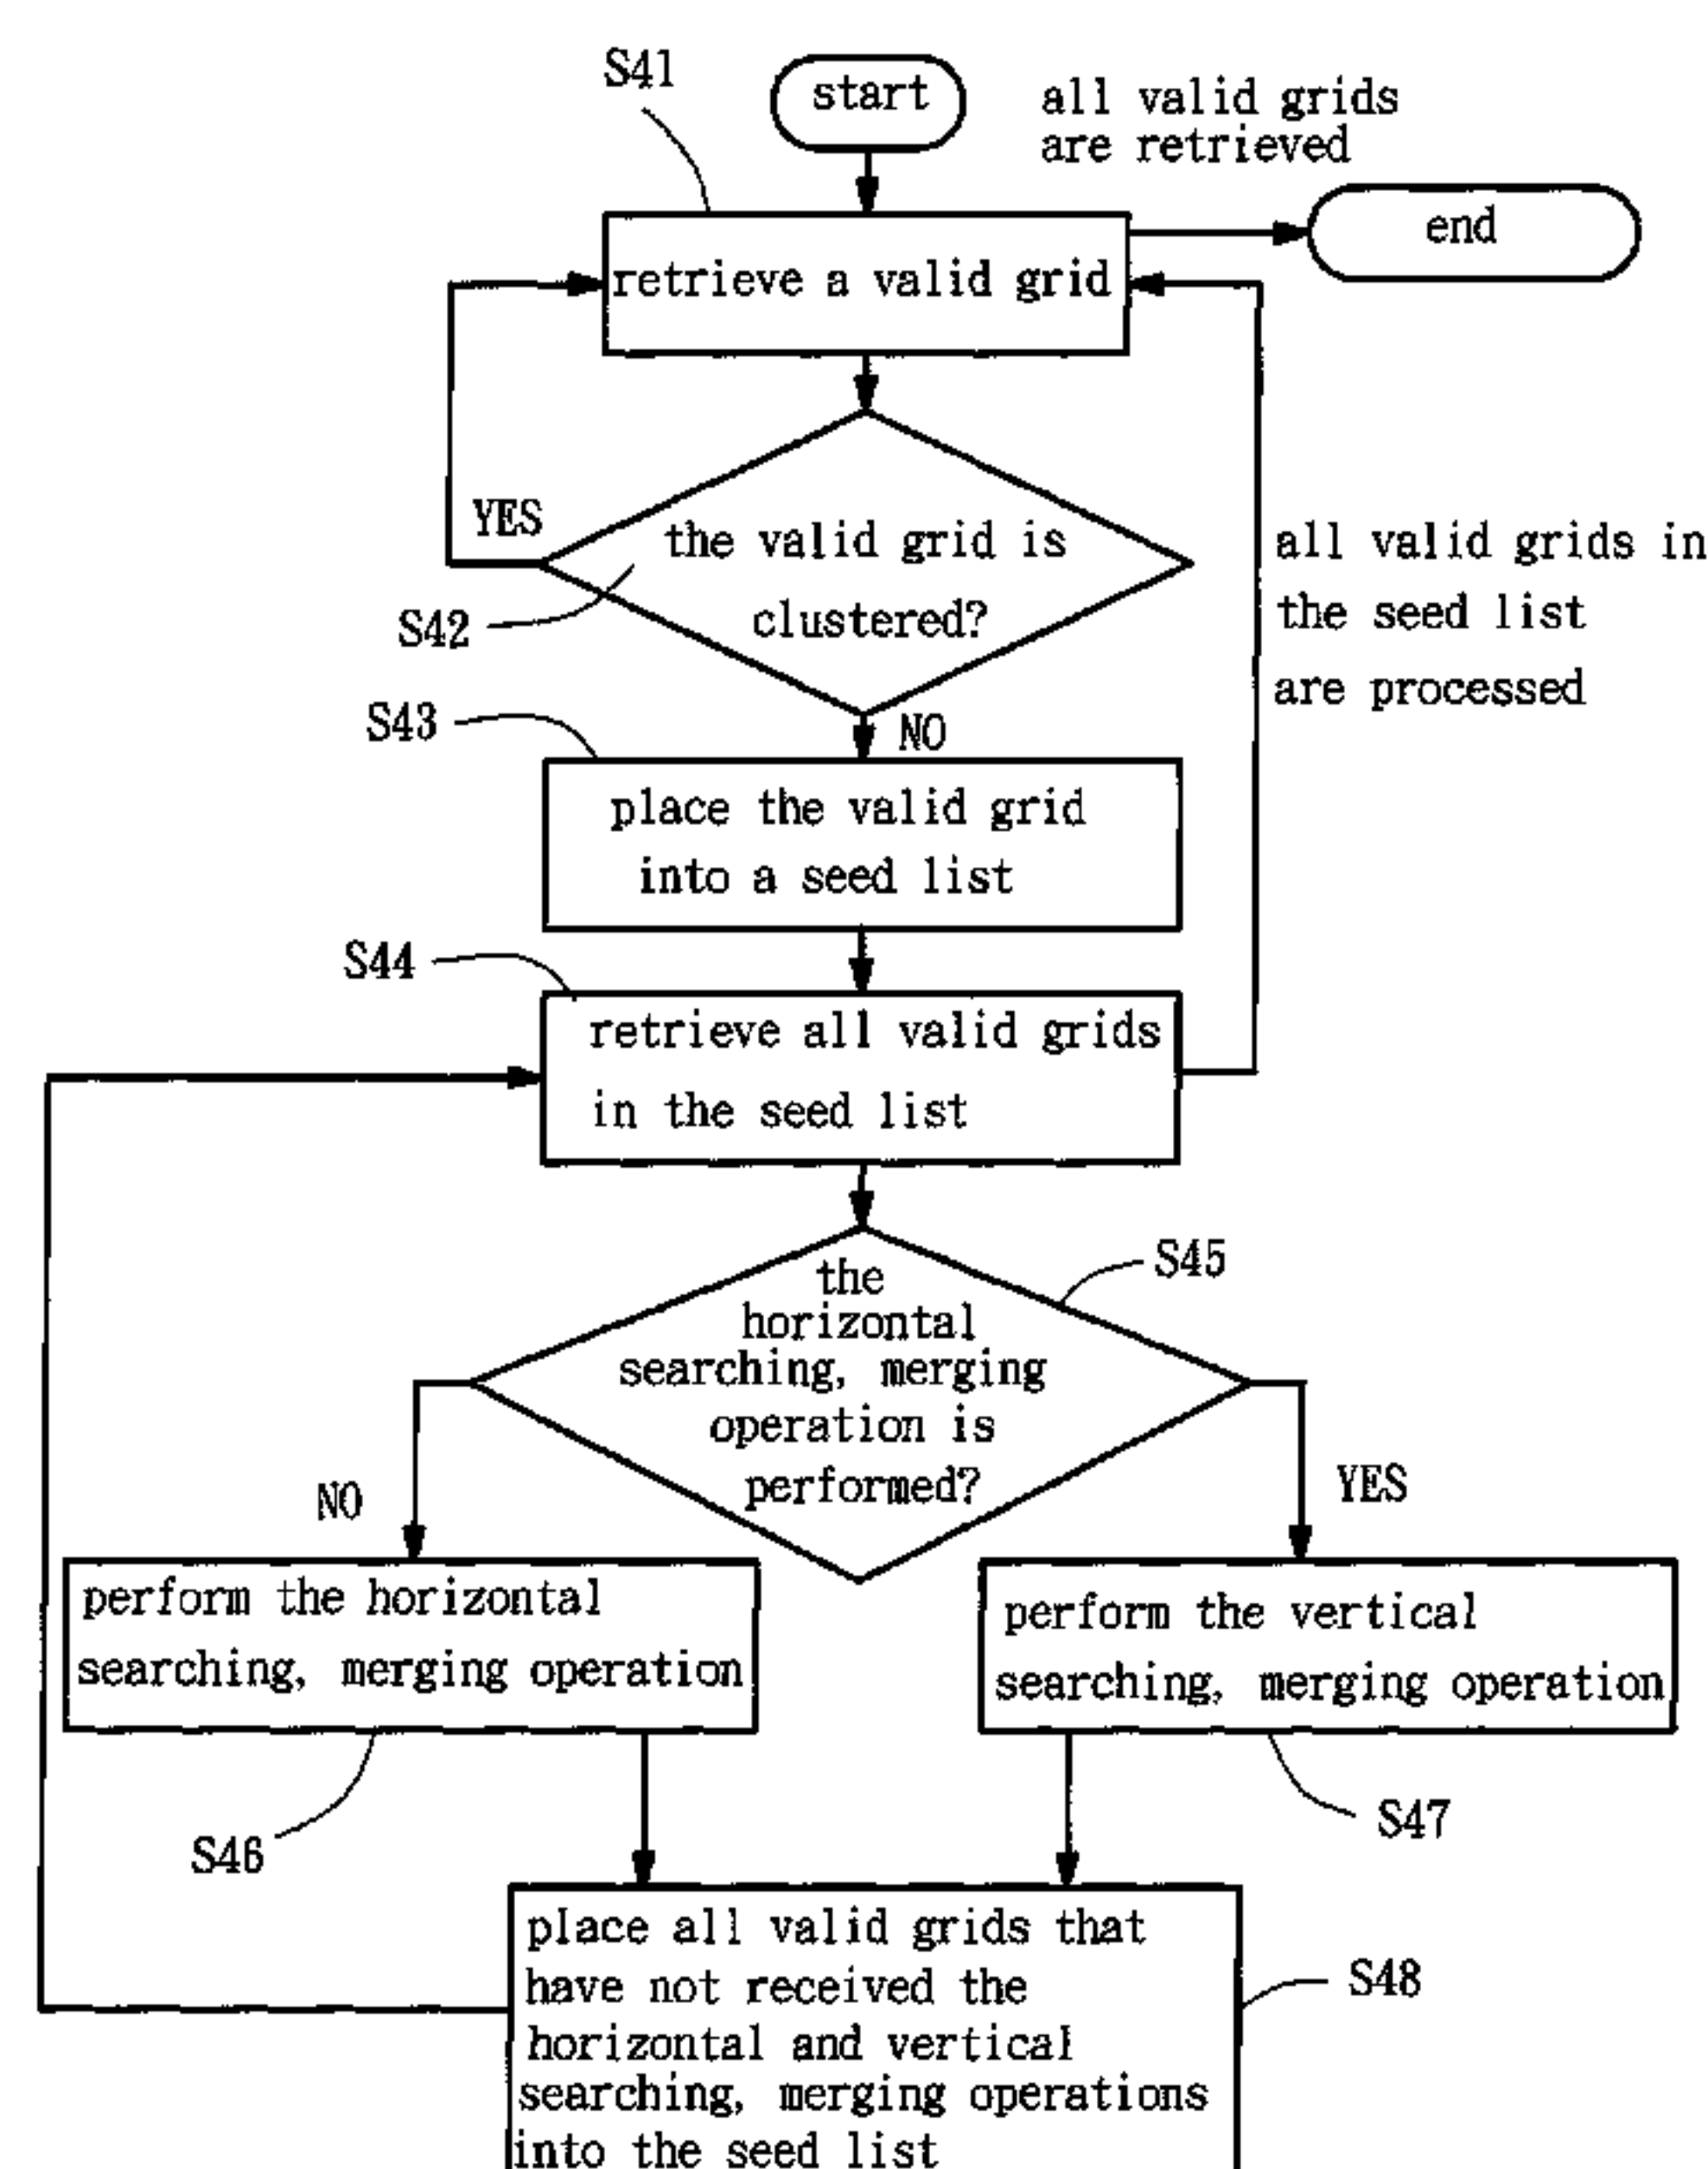 S41
start
all valid grids
are retrieved
end
retrieve a valid grid
YES
the valid grid is
clustered?
S42
all valid grids in
the seed list
are processed
S43
NO
place the valid grid
into a seed list
S44
retrieve all valid grids
in the seed list
the
horizontal
searching, merging
operation is
performed?
S45
NO
YES
perform the horizontal
searching, merging operation
perform the vertical
searching, merging operation
S46
S47
place all valid grids that
have not received the
horizontal and vertical
searching, merging operations
into the seed list
S48